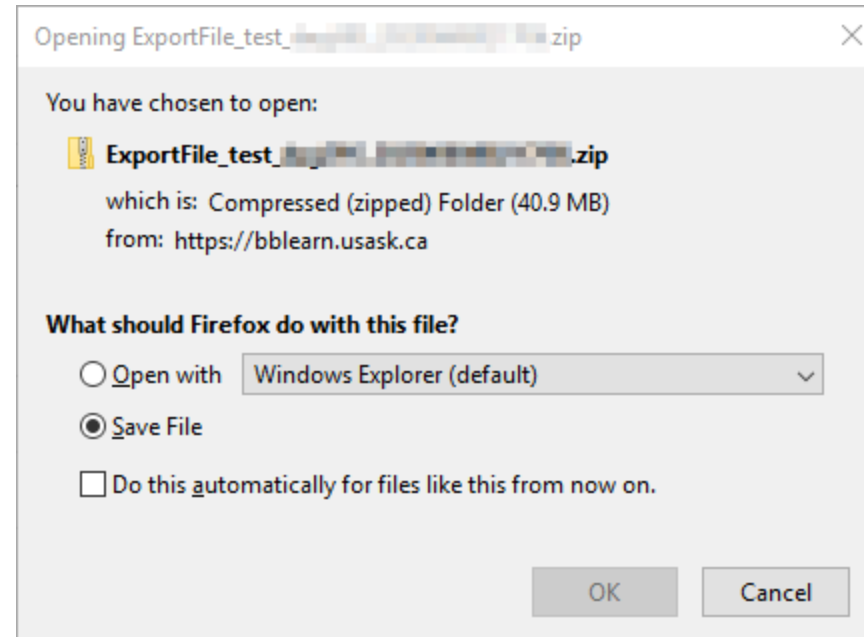 Opening ExportFile_test_ .zip
You have chosen to open:
ExportFile_test_ .zip
which is: Compressed (zipped) Folder (40.9 MB)
from: https://bblearn.usask.ca
What should Firefox do with this file?
Open with Windows Explorer (default)
Save File
Do this automatically for files like this from now on.
OK Cancel